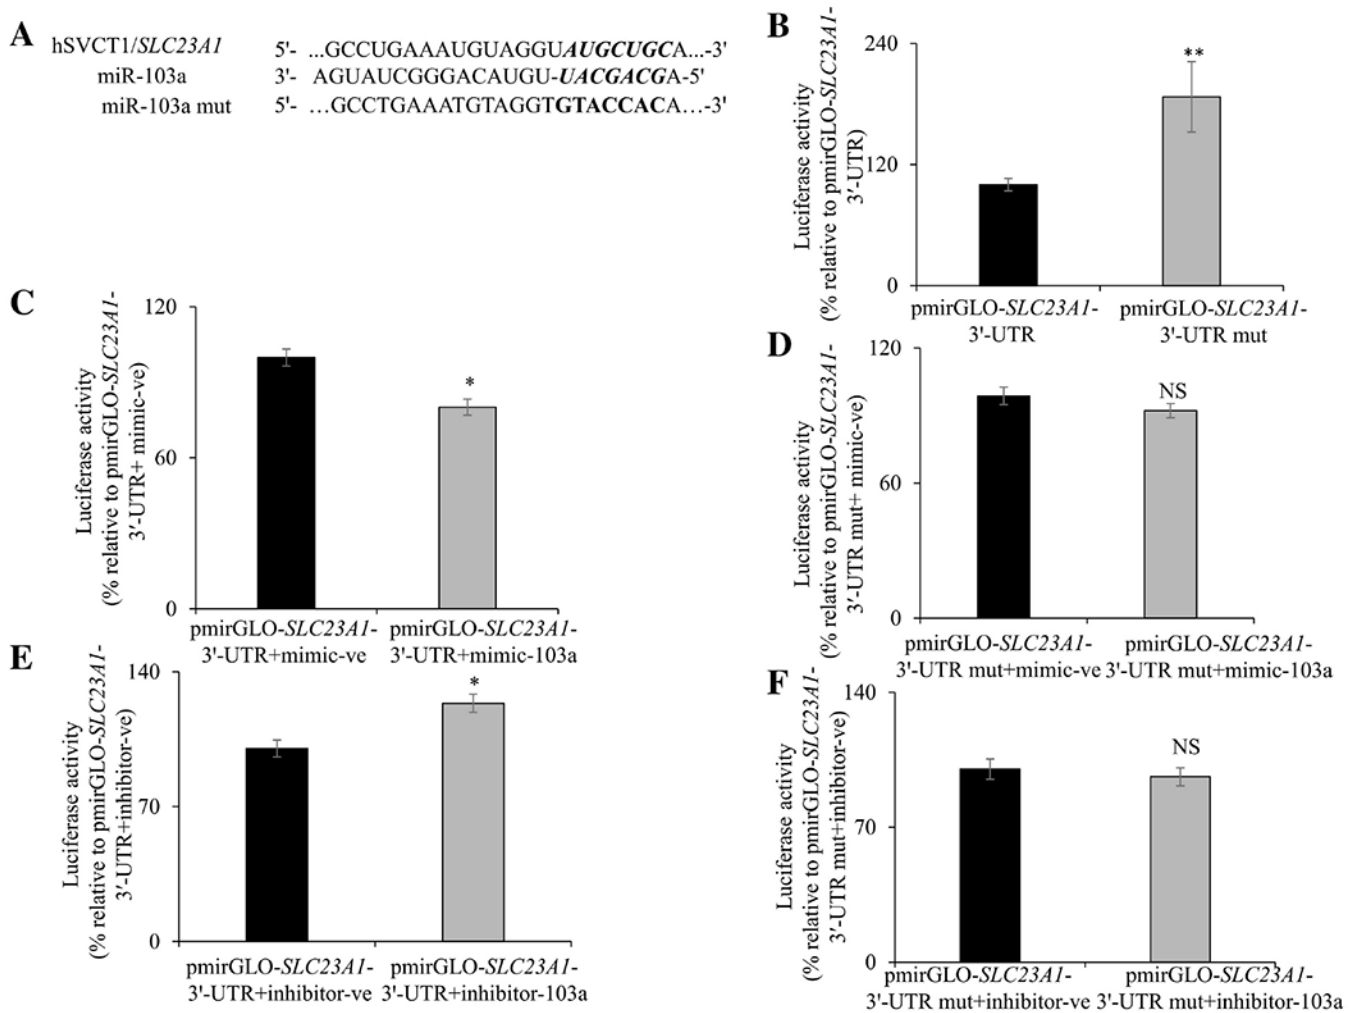 A
hSVCT1/SLC23A1 5'- ...GCCUGAAAUGUAGGUAUGCUGCA...-3'
miR-103a 3'- AGUAUCGGGACAUGU-UACGACGA-5'
miR-103a mut 5'- ...GCCTGAAATGTAGGTGTACCACA...-3'
B
Luciferase activity
(% relative to pmirGLO-SLC23A1-
3′-UTR)
240
120
0
**
pmirGLO-SLC23A1-
3'-UTR
pmirGLO-SLC23A1-
3'-UTR mut
C
Luciferase activity
(% relative to pmirGLO-SLC23A1-
3′-UTR+ mimic-ve)
120
60
0
*
pmirGLO-SLC23A1-
3'-UTR+mimic-ve
pmirGLO-SLC23A1-
3'-UTR+mimic-103a
D
Luciferase activity
(% relative to pmirGLO-SLC23A1-
3′-UTR mut+ mimic-ve)
120
60
0
NS
pmirGLO-SLC23A1-
3'-UTR mut+mimic-ve
pmirGLO-SLC23A1-
3'-UTR mut+mimic-103a
E
Luciferase activity
(% relative to pmirGLO-SLC23A1-
3′-UTR+inhibitor-ve)
140
70
0
*
pmirGLO-SLC23A1-
3'-UTR+inhibitor-ve
pmirGLO-SLC23A1-
3'-UTR+inhibitor-103a
F
Luciferase activity
(% relative to pmirGLO-SLC23A1-
3′-UTR mut+inhibitor-ve)
140
70
0
NS
pmirGLO-SLC23A1-
3'-UTR mut+inhibitor-ve
pmirGLO-SLC23A1-
3'-UTR mut+inhibitor-103a